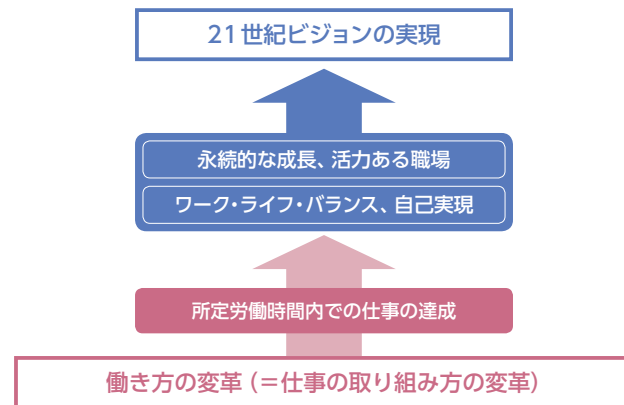 21世紀ビジョンの実現
永続的な成長、活力ある職場
ワーク・ライフ・バランス、自己実現
所定労働時間内での仕事の達成
働き方の変革（＝仕事の取り組み方の変革）